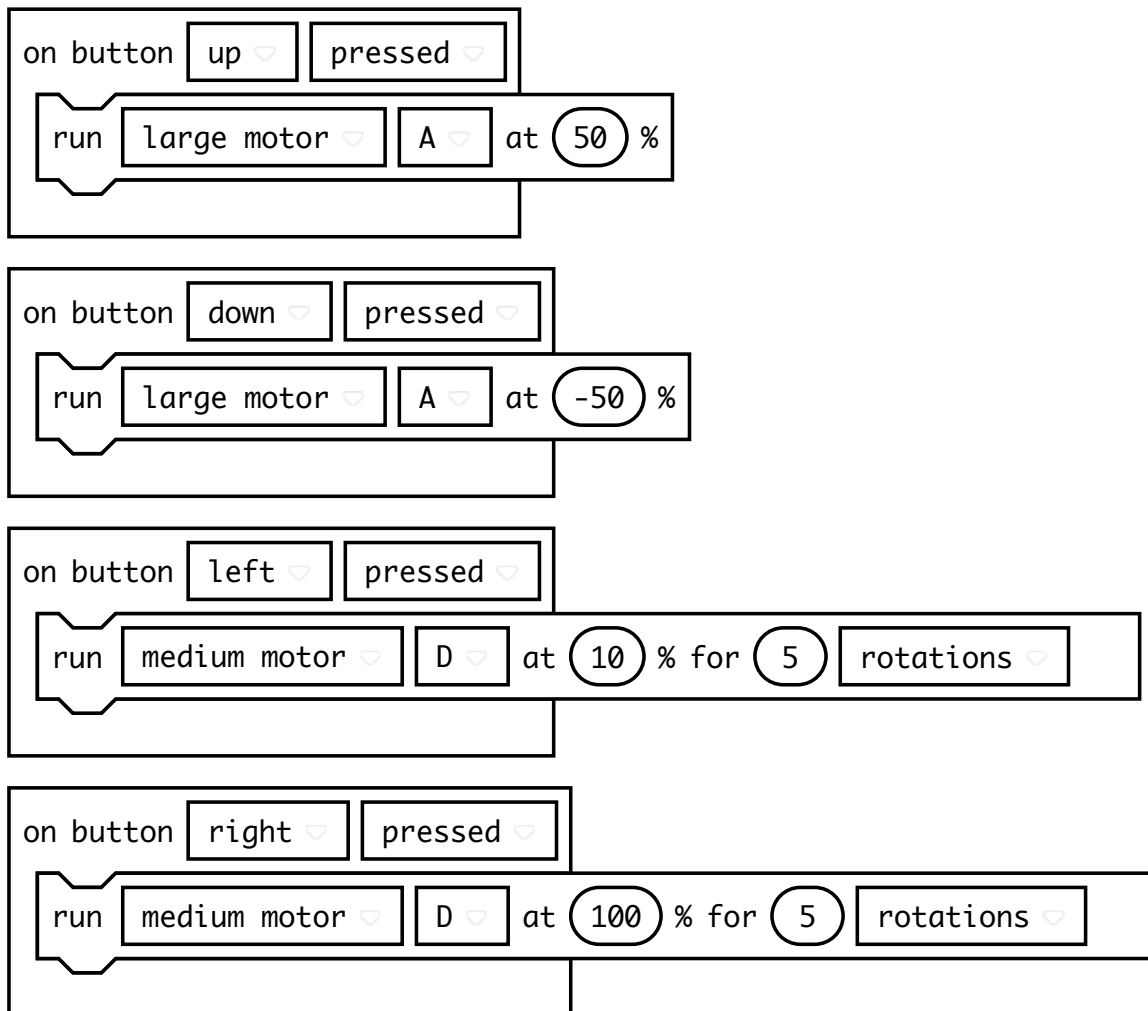 on button up pressed
run large motor A at 50 %
on button down pressed
run large motor A at -50 %
on button left pressed
run medium motor D at 10 % for 5 rotations
on button right pressed
run medium motor D at 100 % for 5 rotations